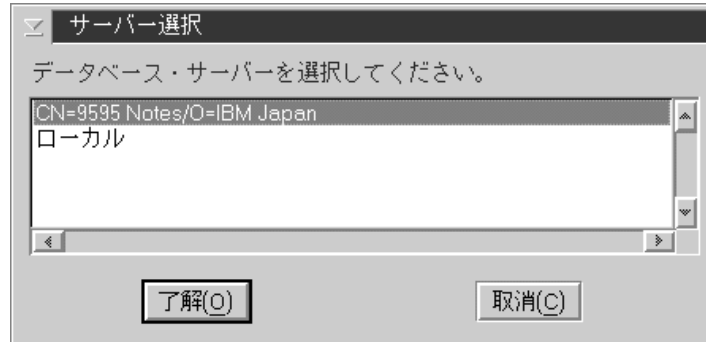 サーバー選択
データベース・サーバーを選択してください。
CN=9595 Notes/O=IBM Japan
ローカル
了解(O) 取消(C)